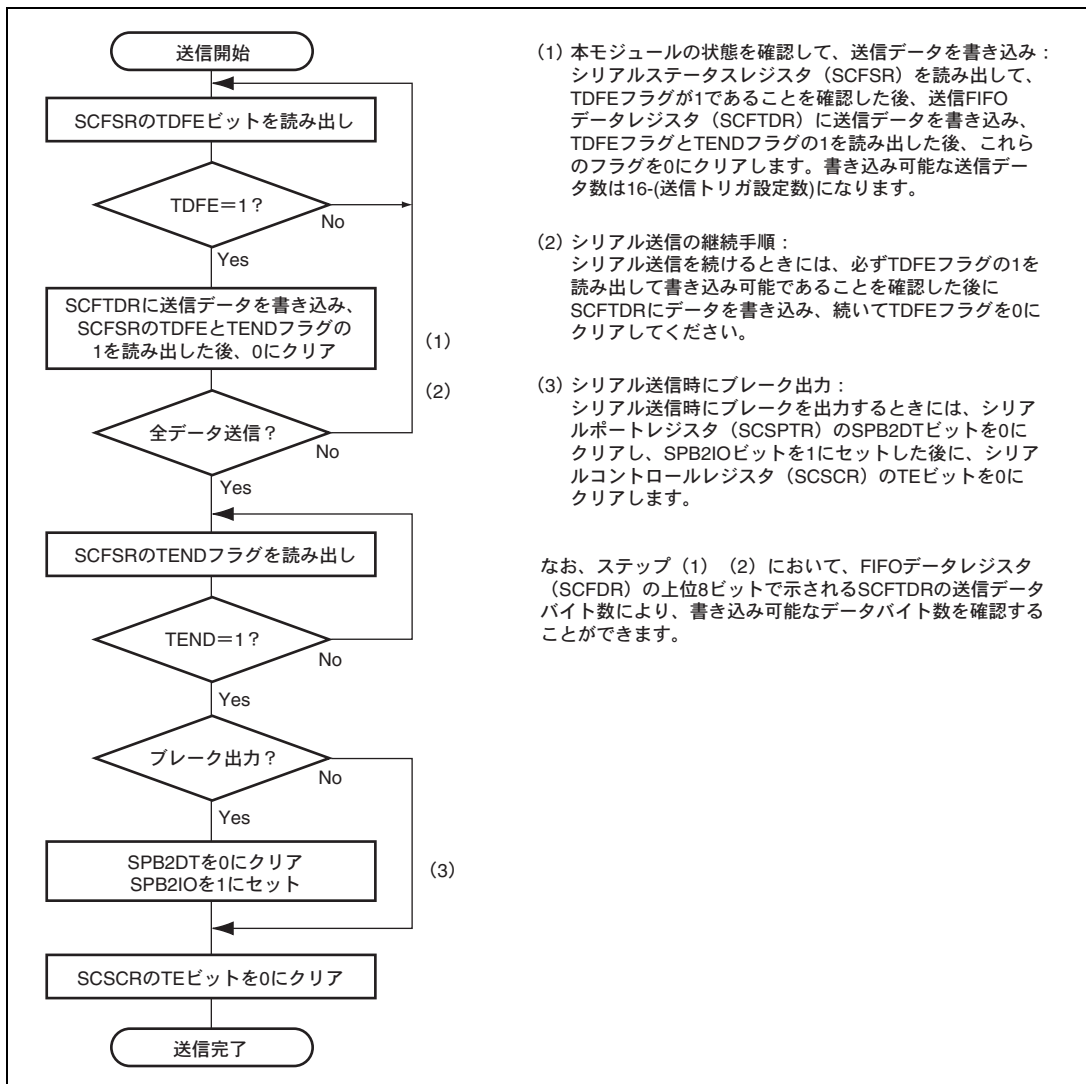 送信開始
SCFSRのTDFEビットを読み出し
TDFE＝1？
No
Yes
SCFTDRに送信データを書き込み、
SCFSRのTDFEとTENDフラグの
1を読み出した後、0にクリア
(1)
(2)
全データ送信？
No
Yes
SCFSRのTENDフラグを読み出し
TEND＝1？
No
Yes
ブレーク出力？
No
Yes
SPB2DTを0にクリア
SPB2IOを1にセット
(3)
SCSCRのTEビットを0にクリア
送信完了
(1) 本モジュールの状態を確認して、送信データを書き込み：
シリアルステータスレジスタ（SCFSR）を読み出して、
TDFEフラグが1であることを確認した後、送信FIFO
データレジスタ（SCFTDR）に送信データを書き込み、
TDFEフラグとTENDフラグの1を読み出した後、これら
のフラグを0にクリアします。書き込み可能な送信デー
タ数は16-(送信トリガ設定数)になります。
(2) シリアル送信の継続手順：
シリアル送信を続けるときには、必ずTDFEフラグの1を
読み出して書き込み可能であることを確認した後に
SCFTDRにデータを書き込み、続いてTDFEフラグを0に
クリアしてください。
(3) シリアル送信時にブレーク出力：
シリアル送信時にブレークを出力するときには、シリア
ルポートレジスタ（SCSPTR）のSPB2DTビットを0に
クリアし、SPB2IOビットを1にセットした後に、シリア
ルコントロールレジスタ（SCSCR）のTEビットを0に
クリアします。
なお、ステップ（1）（2）において、FIFOデータレジスタ
（SCFDR）の上位8ビットで示されるSCFTDRの送信データ
バイト数により、書き込み可能なデータバイト数を確認する
ことができます。